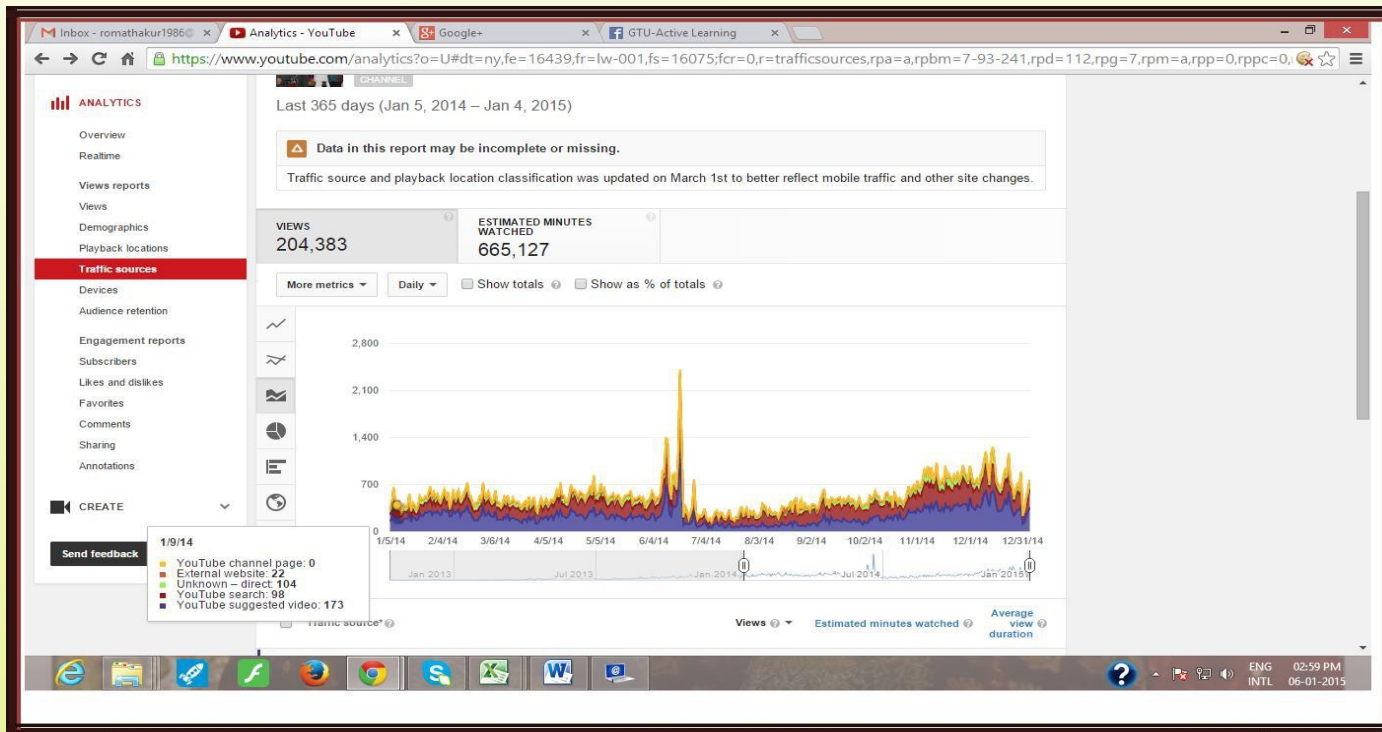 Inbox - romathakur1986@
Analytics - YouTube
Google+
GTU-Active Learning
https://www.youtube.com/analytics?o=U#dt=ny,fe=16439,fr=lw-001,fs=16075;fcr=0,r=trafficsources,rpa=a,rpbm=7-93-241,rpd=112,rpg=7,rpm=a,rpp=0,rppc=0,
CHANNEL
ANALYTICS
Last 365 days (Jan 5, 2014 – Jan 4, 2015)
Overview
Realtime
Data in this report may be incomplete or missing.
Traffic source and playback location classification was updated on March 1st to better reflect mobile traffic and other site changes.
Views reports
Views
Demographics
Playback locations
Traffic sources
Devices
Audience retention
Engagement reports
Subscribers
Likes and dislikes
Favorites
Comments
Sharing
Annotations
CREATE
Send feedback
VIEWS
204,383
ESTIMATED MINUTES
WATCHED
665,127
More metrics
Daily
Show totals
Show as % of totals
2,800
2,100
1,400
700
0
1/5/14 2/4/14 3/6/14 4/5/14 5/5/14 6/4/14 7/4/14 8/3/14 9/2/14 10/2/14 11/1/14 12/1/14 12/31/14
Jan 2013 Jul 2013 Jan 2014 Jul 2014 Jan 2015
1/9/14
YouTube channel page: 0
External website: 22
Unknown – direct: 104
YouTube search: 98
YouTube suggested video: 173
Traffic source*
Views
Estimated minutes watched
Average
view
duration
ENG 02:59 PM
INTL 06-01-2015